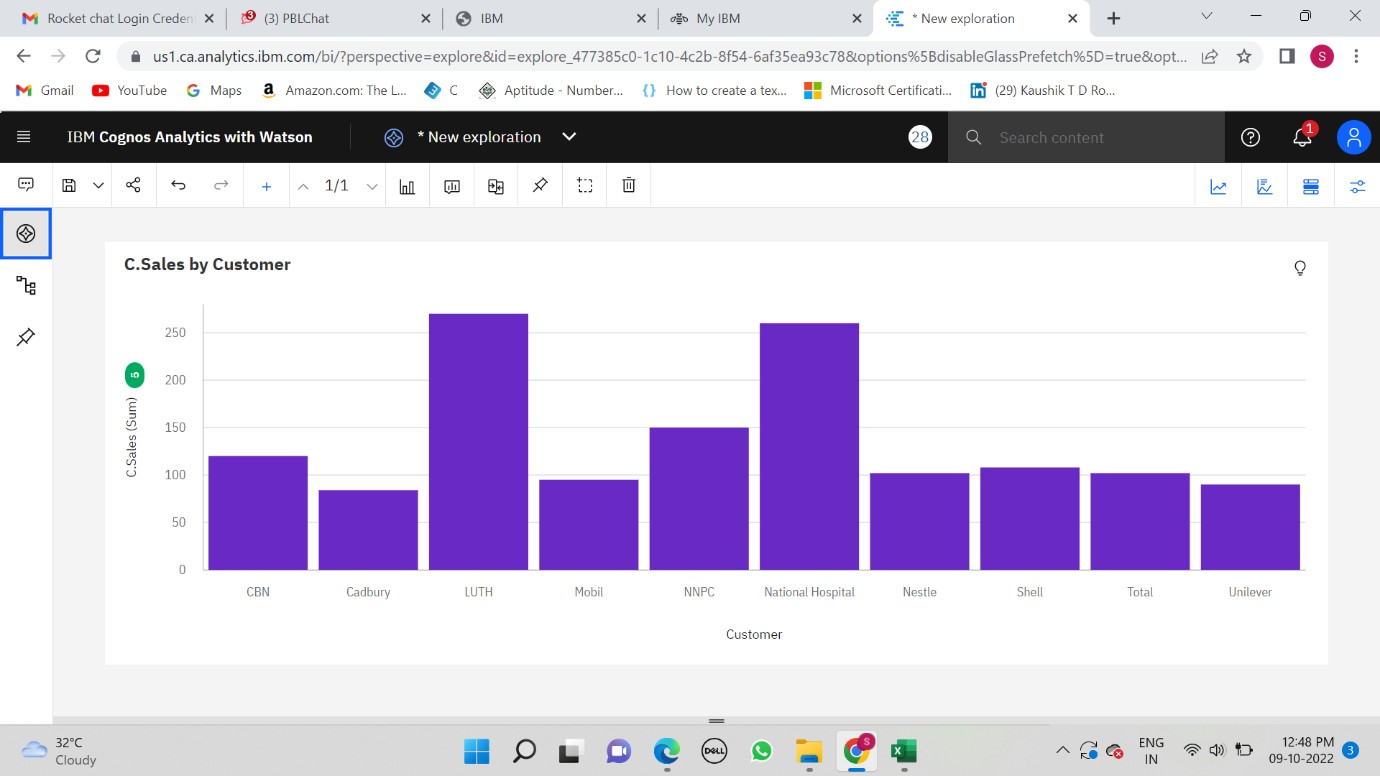 Rocket chat Login Creden
(3) PBLChat
IBM
My IBM
* New exploration
us1.ca.analytics.ibm.com/bi/?perspective=explore&id=explore_477385c0-1c10-4c2b-8f54-6af35ea93c78&options%5BdisableGlassPrefetch%5D=true&opt...
S
Gmail
YouTube
Maps
Amazon.com: The L...
C
Aptitude - Number...
How to create a tex...
Microsoft Certificati...
(29) Kaushik T D Ro...
IBM Cognos Analytics with Watson
* New exploration
28
Search content
1
1/1
C.Sales by Customer
250
200
150
100
50
0
C.Sales (Sum)
5
CBN
Cadbury
LUTH
Mobil
NNPC
National Hospital
Nestle
Shell
Total
Unilever
Customer
32°C
Cloudy
DELL
S
ENG
IN
12:48 PM
09-10-2022
3